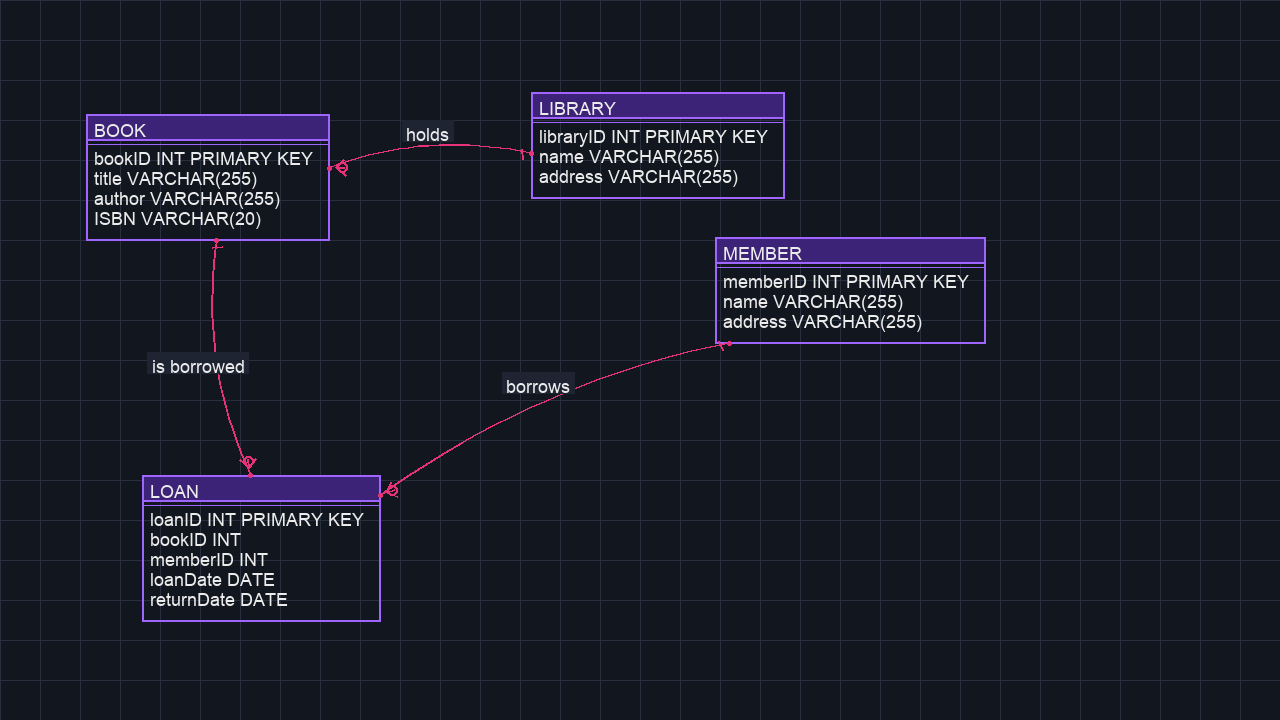 BOOK
bookID INT PRIMARY KEY
title VARCHAR(255)
author VARCHAR(255)
ISBN VARCHAR(20)
holds
LIBRARY
libraryID INT PRIMARY KEY
name VARCHAR(255)
address VARCHAR(255)
MEMBER
memberID INT PRIMARY KEY
name VARCHAR(255)
address VARCHAR(255)
is borrowed
borrows
LOAN
loanID INT PRIMARY KEY
bookID INT
memberID INT
loanDate DATE
returnDate DATE